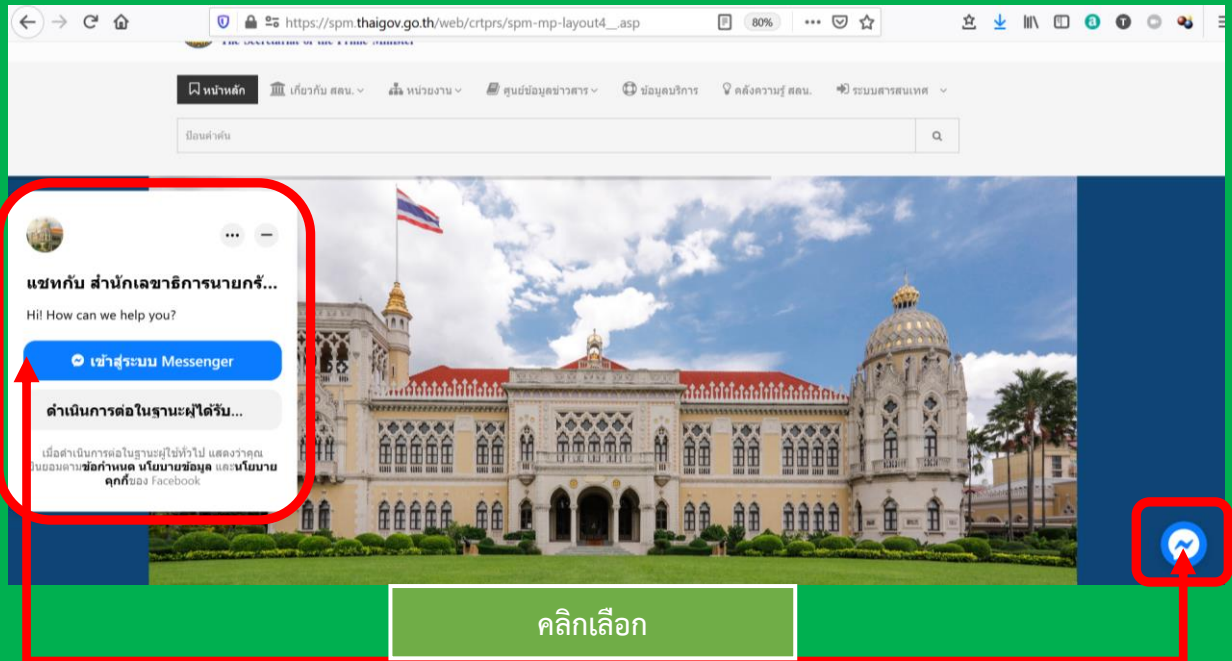 https://spm.thaigov.go.th/web/crtprs/spm-mp-layout4__.asp
80%
The Secretariat of the Prime Minister
หน้าหลัก
เกี่ยวกับ สลน.
หน่วยงาน
ศูนย์ข้อมูลข่าวสาร
ข้อมูลบริการ
คลังความรู้ สลน.
ระบบสารสนเทศ
ป้อนคำค้น
แชทกับ สำนักเลขาธิการนายกรั...
Hi! How can we help you?
เข้าสู่ระบบ Messenger
ดำเนินการต่อในฐานะผู้ได้รับ...
เมื่อดำเนินการต่อในฐานะผู้ใช้ทั่วไป แสดงว่าคุณ
ยินยอมตามข้อกำหนด นโยบายข้อมูล และนโยบาย
คุกกี้ของ Facebook
คลิกเลือก